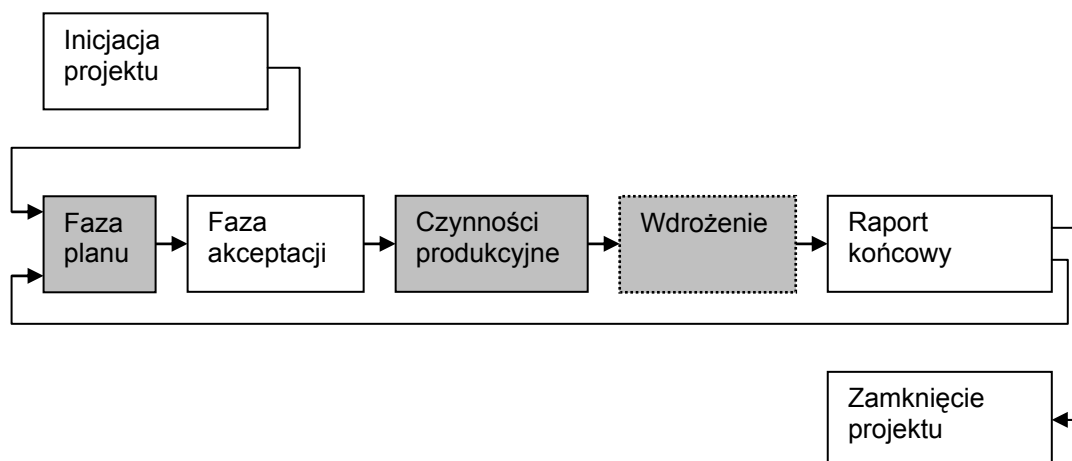 Inicjacja
projektu
Faza
planu
Faza
akceptacji
Czynności
produkcyjne
Wdrożenie
Raport
końcowy
Zamknięcie
projektu